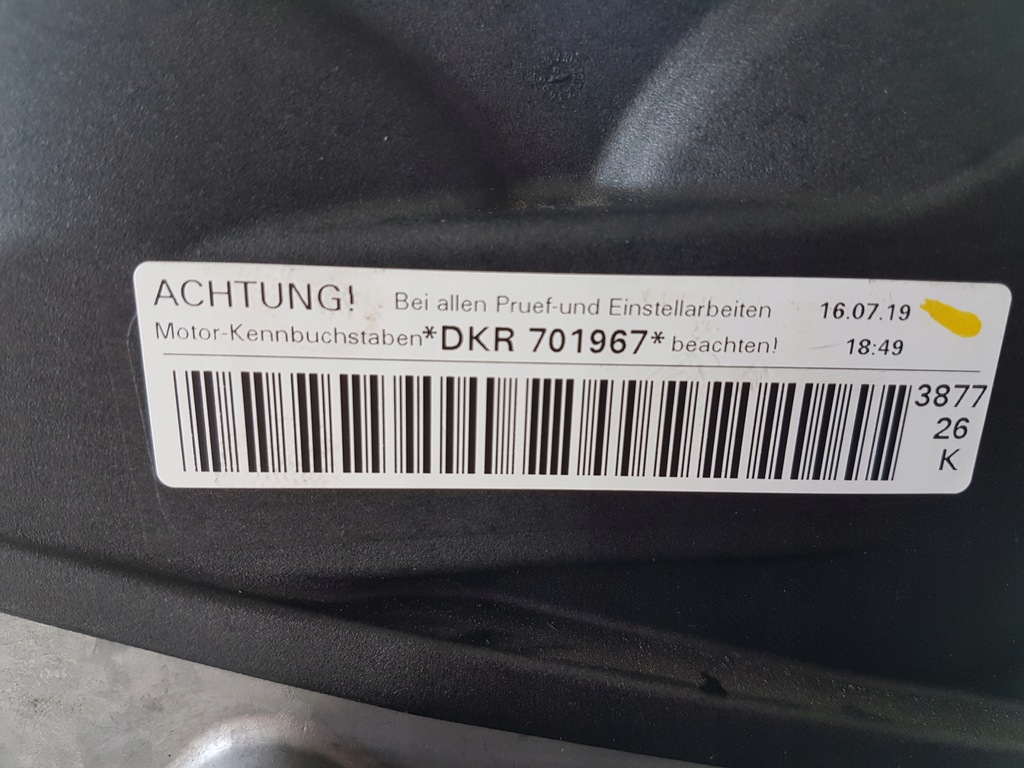 ACHTUNG! Bei allen Pruef-und Einstellarbeiten 16.07.19
Motor-Kennbuchstaben*DKR 701967* beachten! 18:49
3877
26
K